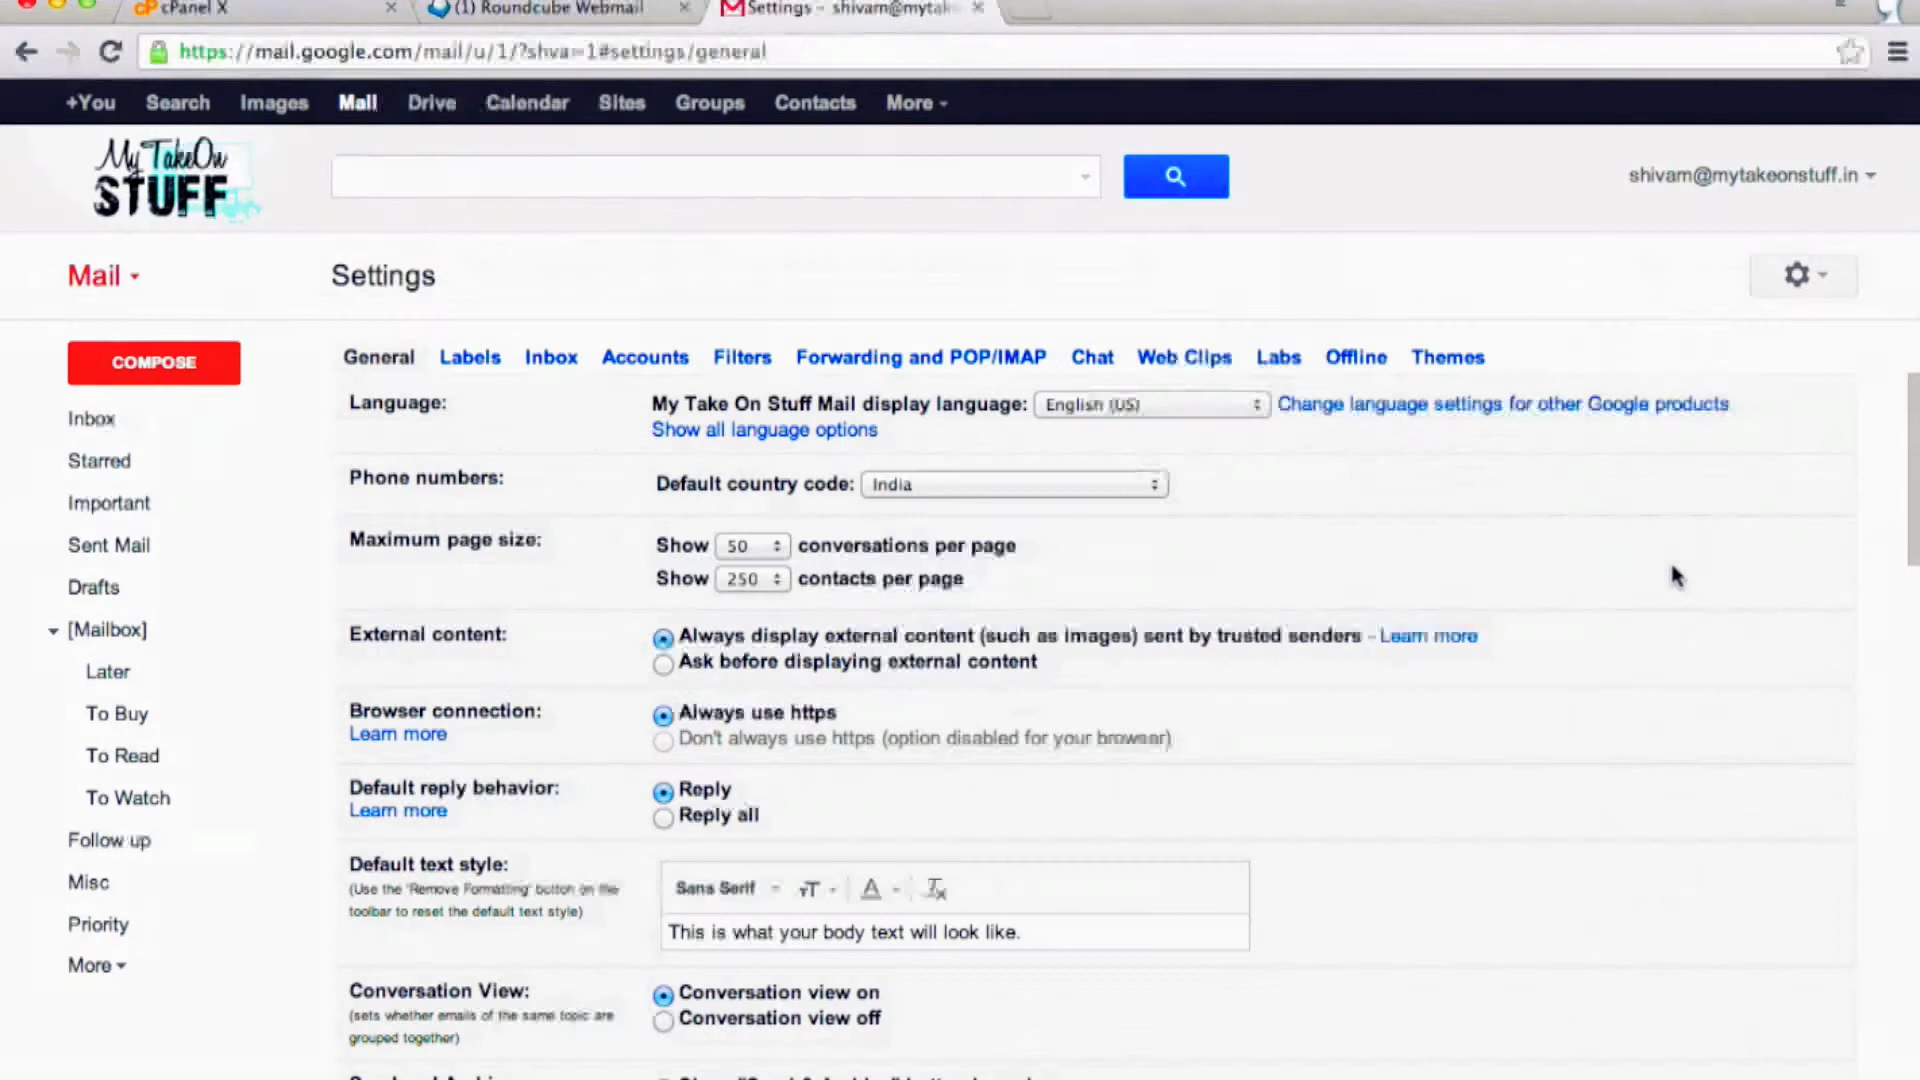 cPanel X
(1) Roundcube Webmail
Settings - shivam@mytak
https://mail.google.com/mail/u/1/?shva=1#settings/general
+You Search Images Mail Drive Calendar Sites Groups Contacts More
My TakeOn
STUFF
shivam@mytakeonstuff.in
Mail
Settings
COMPOSE
Inbox
Starred
Important
Sent Mail
Drafts
[Mailbox]
Later
To Buy
To Read
To Watch
Follow up
Misc
Priority
More
General Labels Inbox Accounts Filters Forwarding and POP/IMAP Chat Web Clips Labs Offline Themes
Language:
My Take On Stuff Mail display language: English (US) Change language settings for other Google products
Show all language options
Phone numbers:
Default country code: India
Maximum page size:
Show 50 conversations per page
Show 250 contacts per page
External content:
Always display external content (such as images) sent by trusted senders - Learn more
Ask before displaying external content
Browser connection:
Learn more
Always use https
Don't always use https (option disabled for your browser)
Default reply behavior:
Learn more
Reply
Reply all
Default text style:
(Use the 'Remove Formatting' button on the
toolbar to reset the default text style)
Sans Serif
This is what your body text will look like.
Conversation View:
(sets whether emails of the same topic are
grouped together)
Conversation view on
Conversation view off